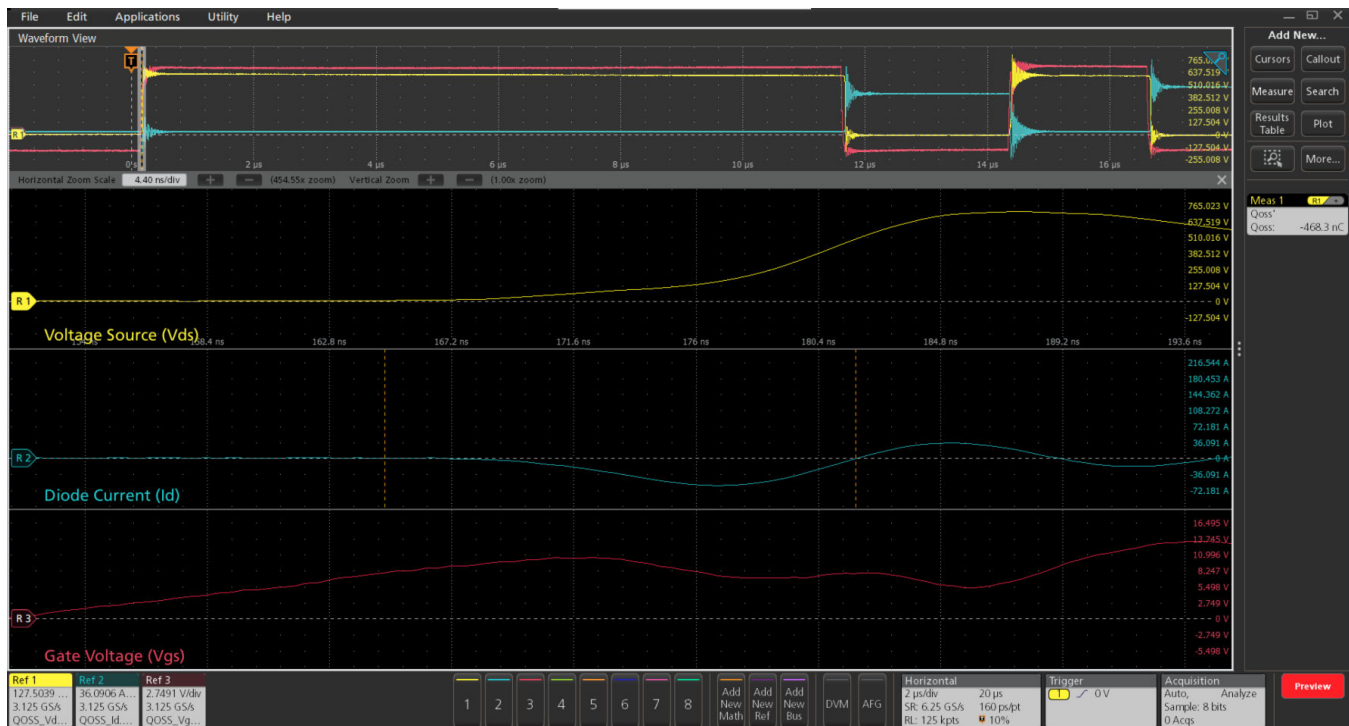 File Edit Applications Utility Help
Add New...
Waveform View
Cursors Callout
Measure Search
Results Table Plot
More...
T
637.519
510.016 V
382.512 V
255.008 V
127.504 V
0 V
-127.504 V
-255.008 V
R 1
0 s 2 µs 4 µs 6 µs 8 µs 10 µs 12 µs 14 µs 16 µs
Horizontal Zoom Scale 4.40 ns/div + − (454.55x zoom) Vertical Zoom + − (1.00x zoom)
Meas 1 R1
Qoss'
Qoss: -468.3 nC
765.023 V
637.519 V
510.016 V
382.512 V
255.008 V
127.504 V
R 1
0 V
-127.504 V
Voltage Source (Vds)
158.4 ns 162.8 ns 167.2 ns 171.6 ns 176 ns 180.4 ns 184.8 ns 189.2 ns 193.6 ns
216.544 A
180.453 A
144.362 A
108.272 A
72.181 A
36.091 A
R 2
0 A
-36.091 A
-72.181 A
Diode Current (Id)
16.495 V
13.745 V
10.996 V
8.247 V
5.498 V
2.749 V
R 3
0 V
-2.749 V
-5.498 V
Gate Voltage (Vgs)
Ref 1
127.5039 ...
3.125 GS/s
QOSS_Vd...
Ref 2
36.0906 A...
3.125 GS/s
QOSS_Id....
Ref 3
2.7491 V/div
3.125 GS/s
QOSS_Vg...
1 2 3 4 5 6 7 8
Add New Math
Add New Ref
Add New Bus
DVM
AFG
Horizontal
2 µs/div 20 µs
SR: 6.25 GS/s 160 ps/pt
RL: 125 kpts 10%
Trigger
1 0 V
Acquisition
Auto, Analyze
Sample: 8 bits
0 Acqs
Preview